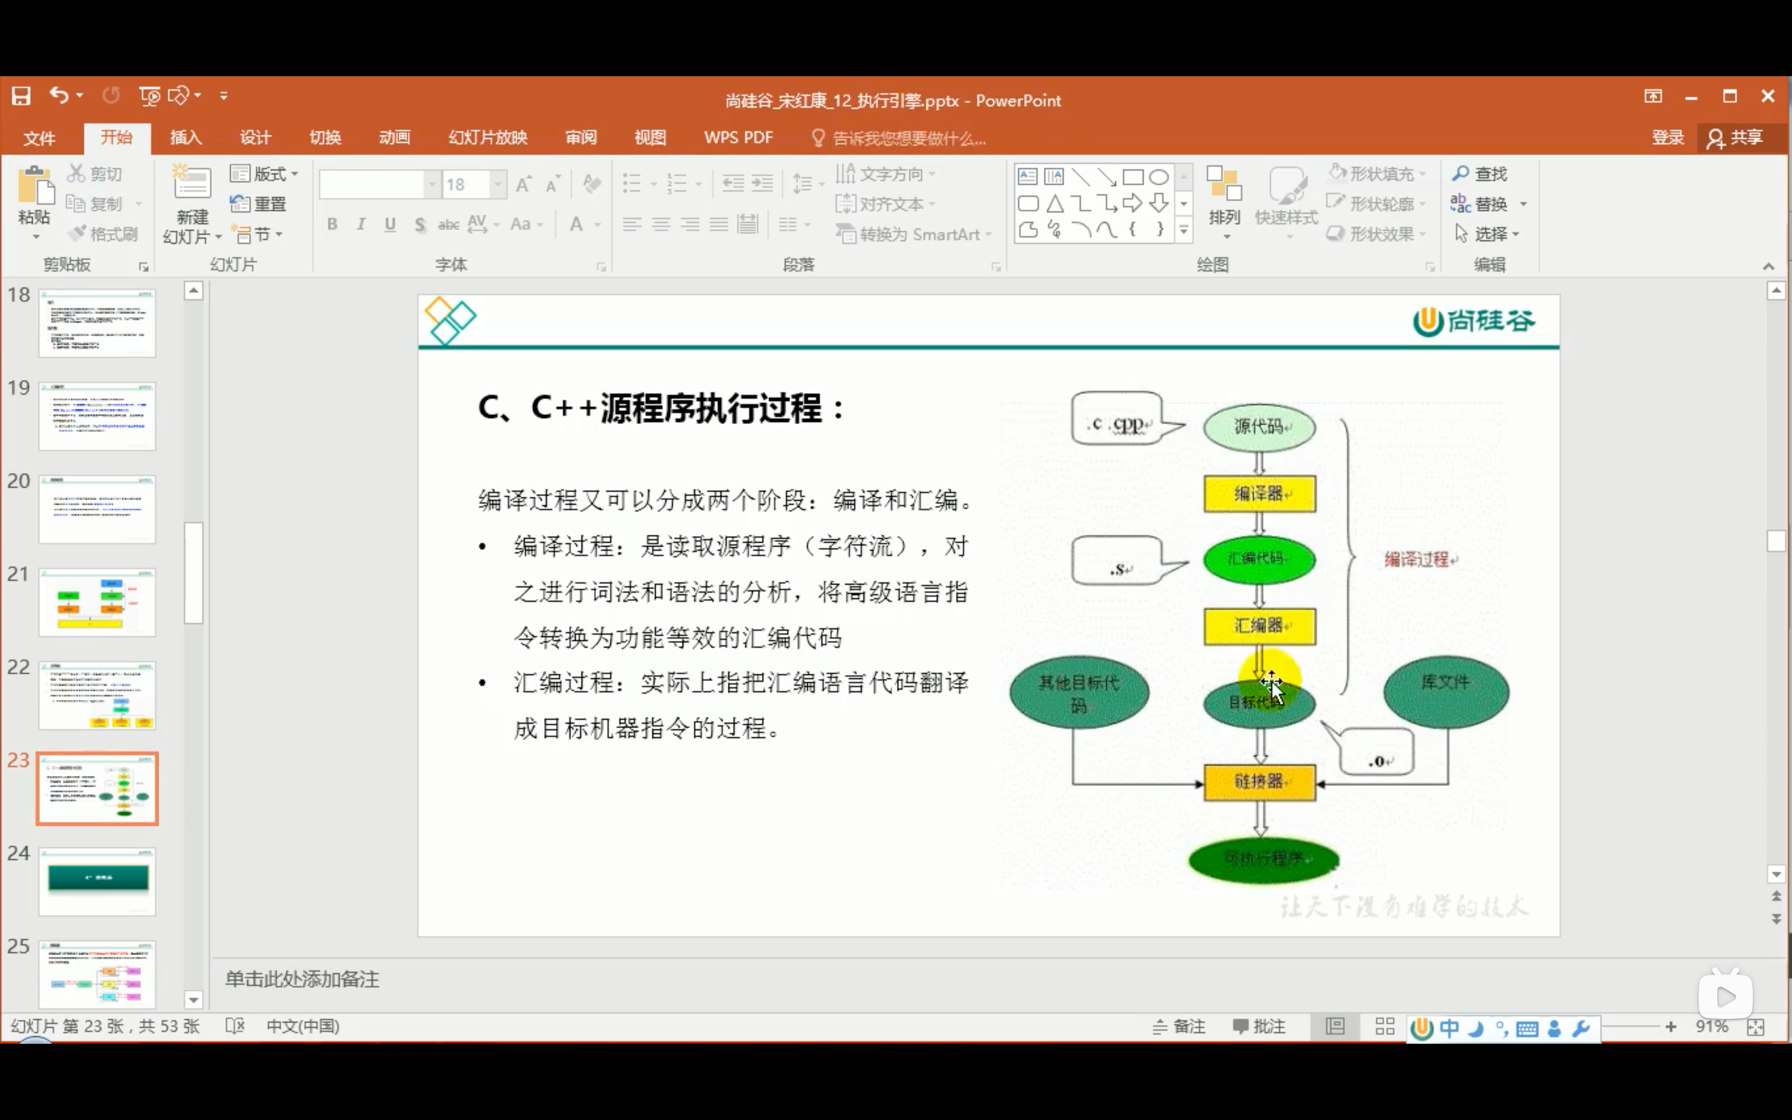 尚硅谷_宋红康_12_执行引擎.pptx - PowerPoint
文件 开始 插入 设计 切换 动画 幻灯片放映 审阅 视图 WPS PDF 告诉我您想要做什么... 登录 共享
粘贴 剪切 复制 格式刷
新建幻灯片 版式 重置 节
18
B I U S abc AV Aa A
文字方向 对齐文本 转换为 SmartArt
排列 快速样式 形状填充 形状轮廓 形状效果
查找 替换 选择
剪贴板 幻灯片 字体 段落 绘图 编辑
18
19
20
21
22
23
24
25
尚硅谷
C、C++源程序执行过程：
编译过程又可以分成两个阶段：编译和汇编。
• 编译过程：是读取源程序（字符流），对
之进行词法和语法的分析，将高级语言指
令转换为功能等效的汇编代码
• 汇编过程：实际上指把汇编语言代码翻译
成目标机器指令的过程。
.c .cpp
源代码
编译器
.s
汇编代码
编译过程
汇编器
其他目标代
码
目标代码
库文件
.o
链接器
可执行程序
让天下没有难学的技术
单击此处添加备注
幻灯片 第 23 张，共 53 张 中文(中国) 备注 批注 中 91%